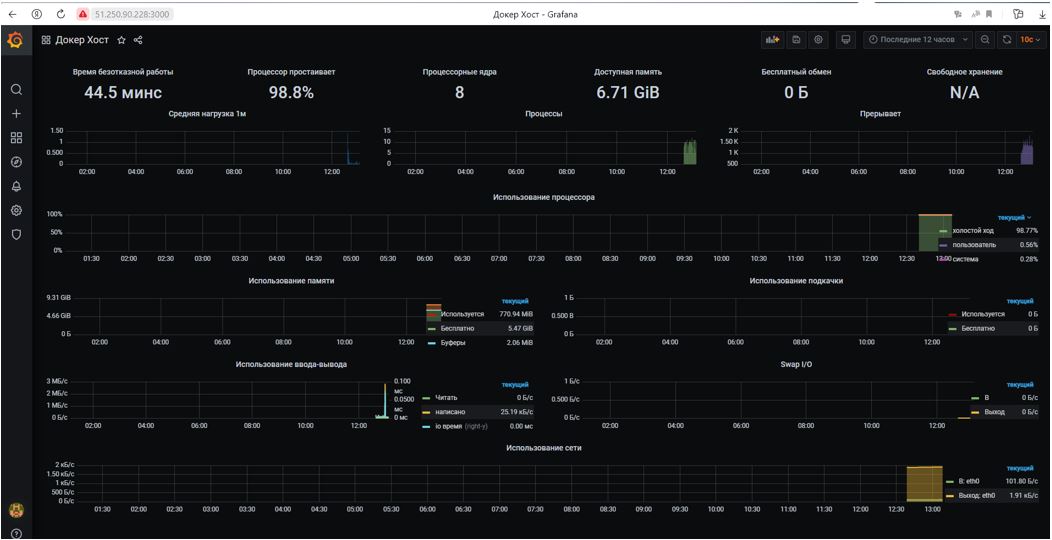 51.250.90.228:3000
Докер Хост - Grafana
Докер Хост
Последние 12 часов
10с
Время безотказной работы
Процессор простаивает
Процессорные ядра
Доступная память
Бесплатный обмен
Свободное хранение
44.5 минс
98.8%
8
6.71 GiB
0 Б
N/A
Средняя нагрузка 1м
1.50
1
0.500
0
02:00 04:00 06:00 08:00 10:00 12:00
Процессы
15
10
5
0
02:00 04:00 06:00 08:00 10:00 12:00
Прерывает
2 K
1.50 K
1 K
500
02:00 04:00 06:00 08:00 10:00 12:00
Использование процессора
100%
50%
0%
01:30 02:00 02:30 03:00 03:30 04:00 04:30 05:00 05:30 06:00 06:30 07:00 07:30 08:00 08:30 09:00 09:30 10:00 10:30 11:00 11:30 12:00 12:30 13:00
текущий
холостой ход 98.77%
пользователь 0.56%
система 0.28%
Использование памяти
9.31 GiB
4.66 GiB
0 Б
02:00 04:00 06:00 08:00 10:00 12:00
текущий
Используется 770.94 MiB
Бесплатно 5.47 GiB
Буферы 2.06 MiB
Использование подкачки
1 Б
0.500 B
0 Б
02:00 04:00 06:00 08:00 10:00 12:00
текущий
Используется 0 Б
Бесплатно 0 Б
Использование ввода-вывода
3 МБ/с
2 МБ/с
1 МБ/с
0 Б/с
02:00 04:00 06:00 08:00 10:00 12:00
0.100
мс
0.0500
мс
0 мс
текущий
Читать 0 Б/с
написано 25.19 кБ/с
io время (right-y) 0.00 мс
Swap I/O
1 Б/с
0.500 Б/с
0 Б/с
02:00 04:00 06:00 08:00 10:00 12:00
текущий
В 0 Б/с
Выход 0 Б/с
Использование сети
2 кБ/с
1.50 кБ/с
1 кБ/с
500 Б/с
0 Б/с
01:30 02:00 02:30 03:00 03:30 04:00 04:30 05:00 05:30 06:00 06:30 07:00 07:30 08:00 08:30 09:00 09:30 10:00 10:30 11:00 11:30 12:00 12:30 13:00
текущий
В: eth0 101.80 Б/с
Выход: eth0 1.91 кБ/с